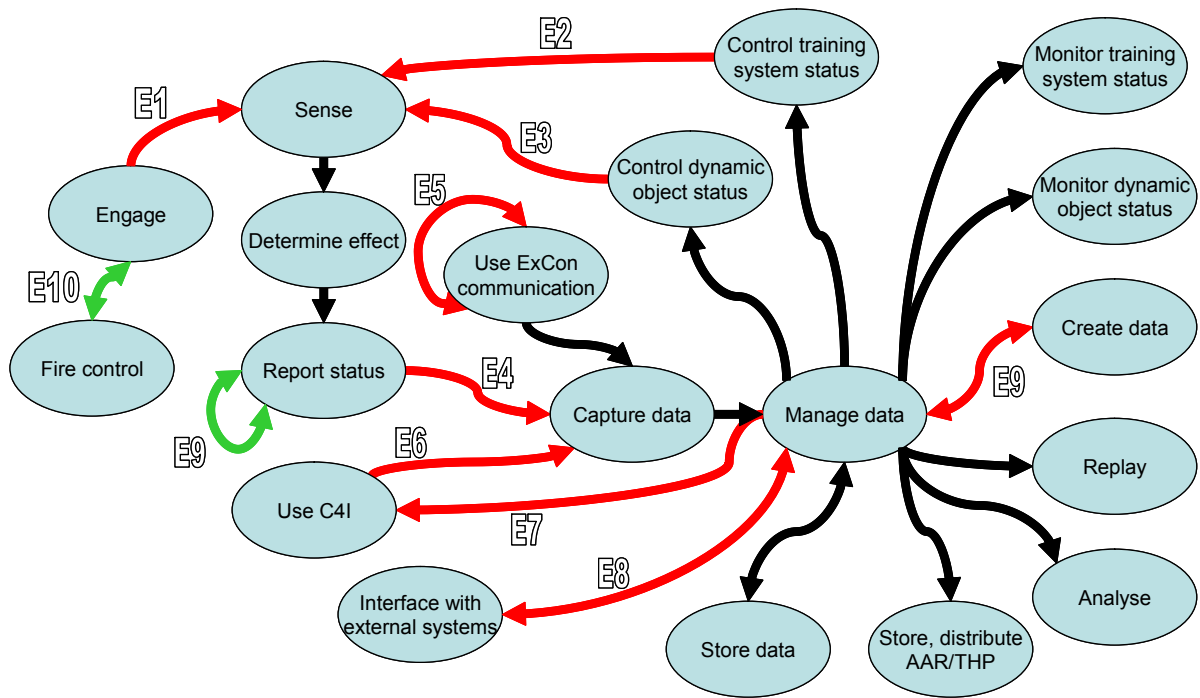 E2
Control training
system status
Monitor training
system status
E1
Sense
E3
Control dynamic
object status
Engage
E5
Monitor dynamic
object status
Determine effect
Use ExCon
communication
E10
Fire control
Report status
E4
Create data
E9
Capture data
Manage data
E9
E6
Replay
Use C4I
E7
E8
Interface with
external systems
Analyse
Store data
Store, distribute
AAR/THP